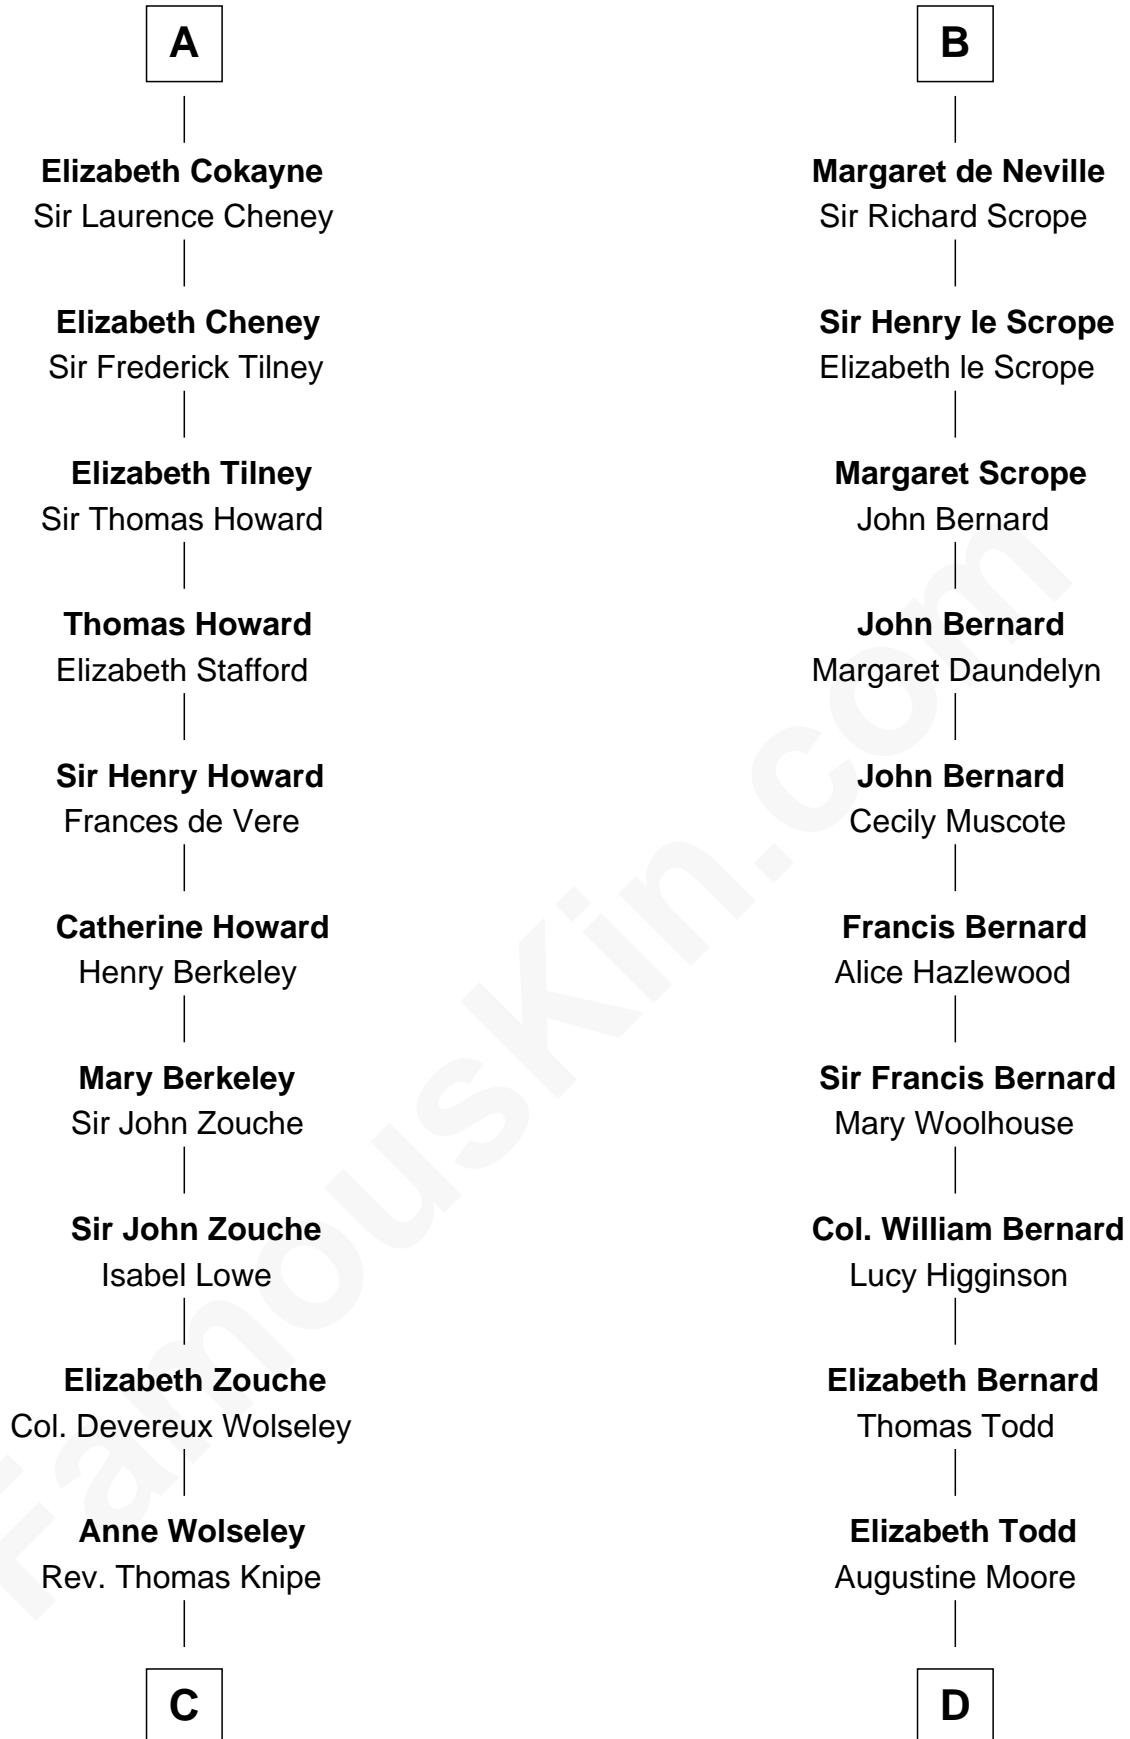 A
Elizabeth Cokayne
Sir Laurence Cheney
Elizabeth Cheney
Sir Frederick Tilney
Elizabeth Tilney
Sir Thomas Howard
Thomas Howard
Elizabeth Stafford
Sir Henry Howard
Frances de Vere
Catherine Howard
Henry Berkeley
Mary Berkeley
Sir John Zouche
Sir John Zouche
Isabel Lowe
Elizabeth Zouche
Col. Devereux Wolseley
Anne Wolseley
Rev. Thomas Knipe
C
B
Margaret de Neville
Sir Richard Scrope
Sir Henry le Scrope
Elizabeth le Scrope
Margaret Scrope
John Bernard
John Bernard
Margaret Daundelyn
John Bernard
Cecily Muscote
Francis Bernard
Alice Hazlewood
Sir Francis Bernard
Mary Woolhouse
Col. William Bernard
Lucy Higginson
Elizabeth Bernard
Thomas Todd
Elizabeth Todd
Augustine Moore
D
FamousKin.com